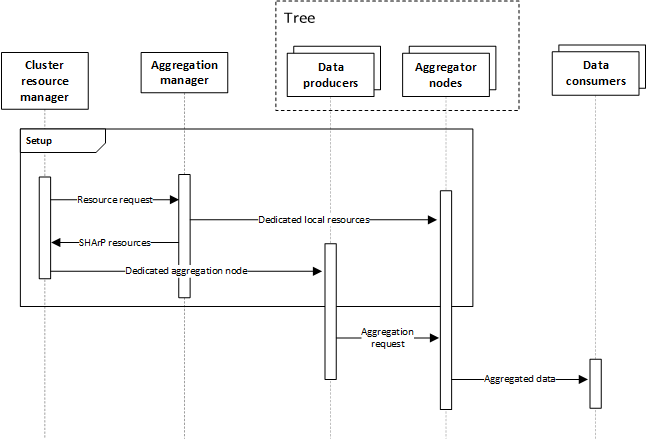 Tree
Cluster
resource
manager
Aggregation
manager
Data
producers
Aggregator
nodes
Data
consumers
Setup
Resource request
Dedicated local resources
SHArP resources
Dedicated aggregation node
Aggregation
request
Aggregated data